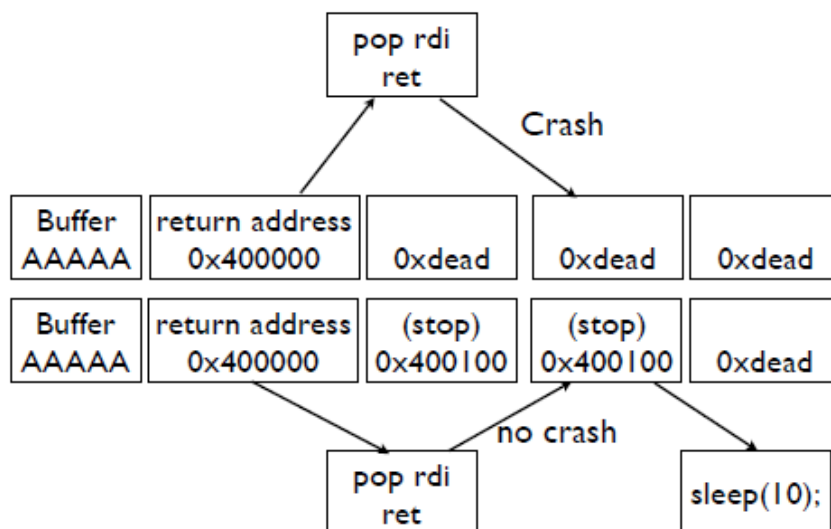 pop rdi
ret
Crash
Buffer
AAAAA
return address
0x400000
0xdead
0xdead
0xdead
Buffer
AAAAA
return address
0x400000
(stop)
0x400100
(stop)
0x400100
0xdead
no crash
pop rdi
ret
sleep(10);